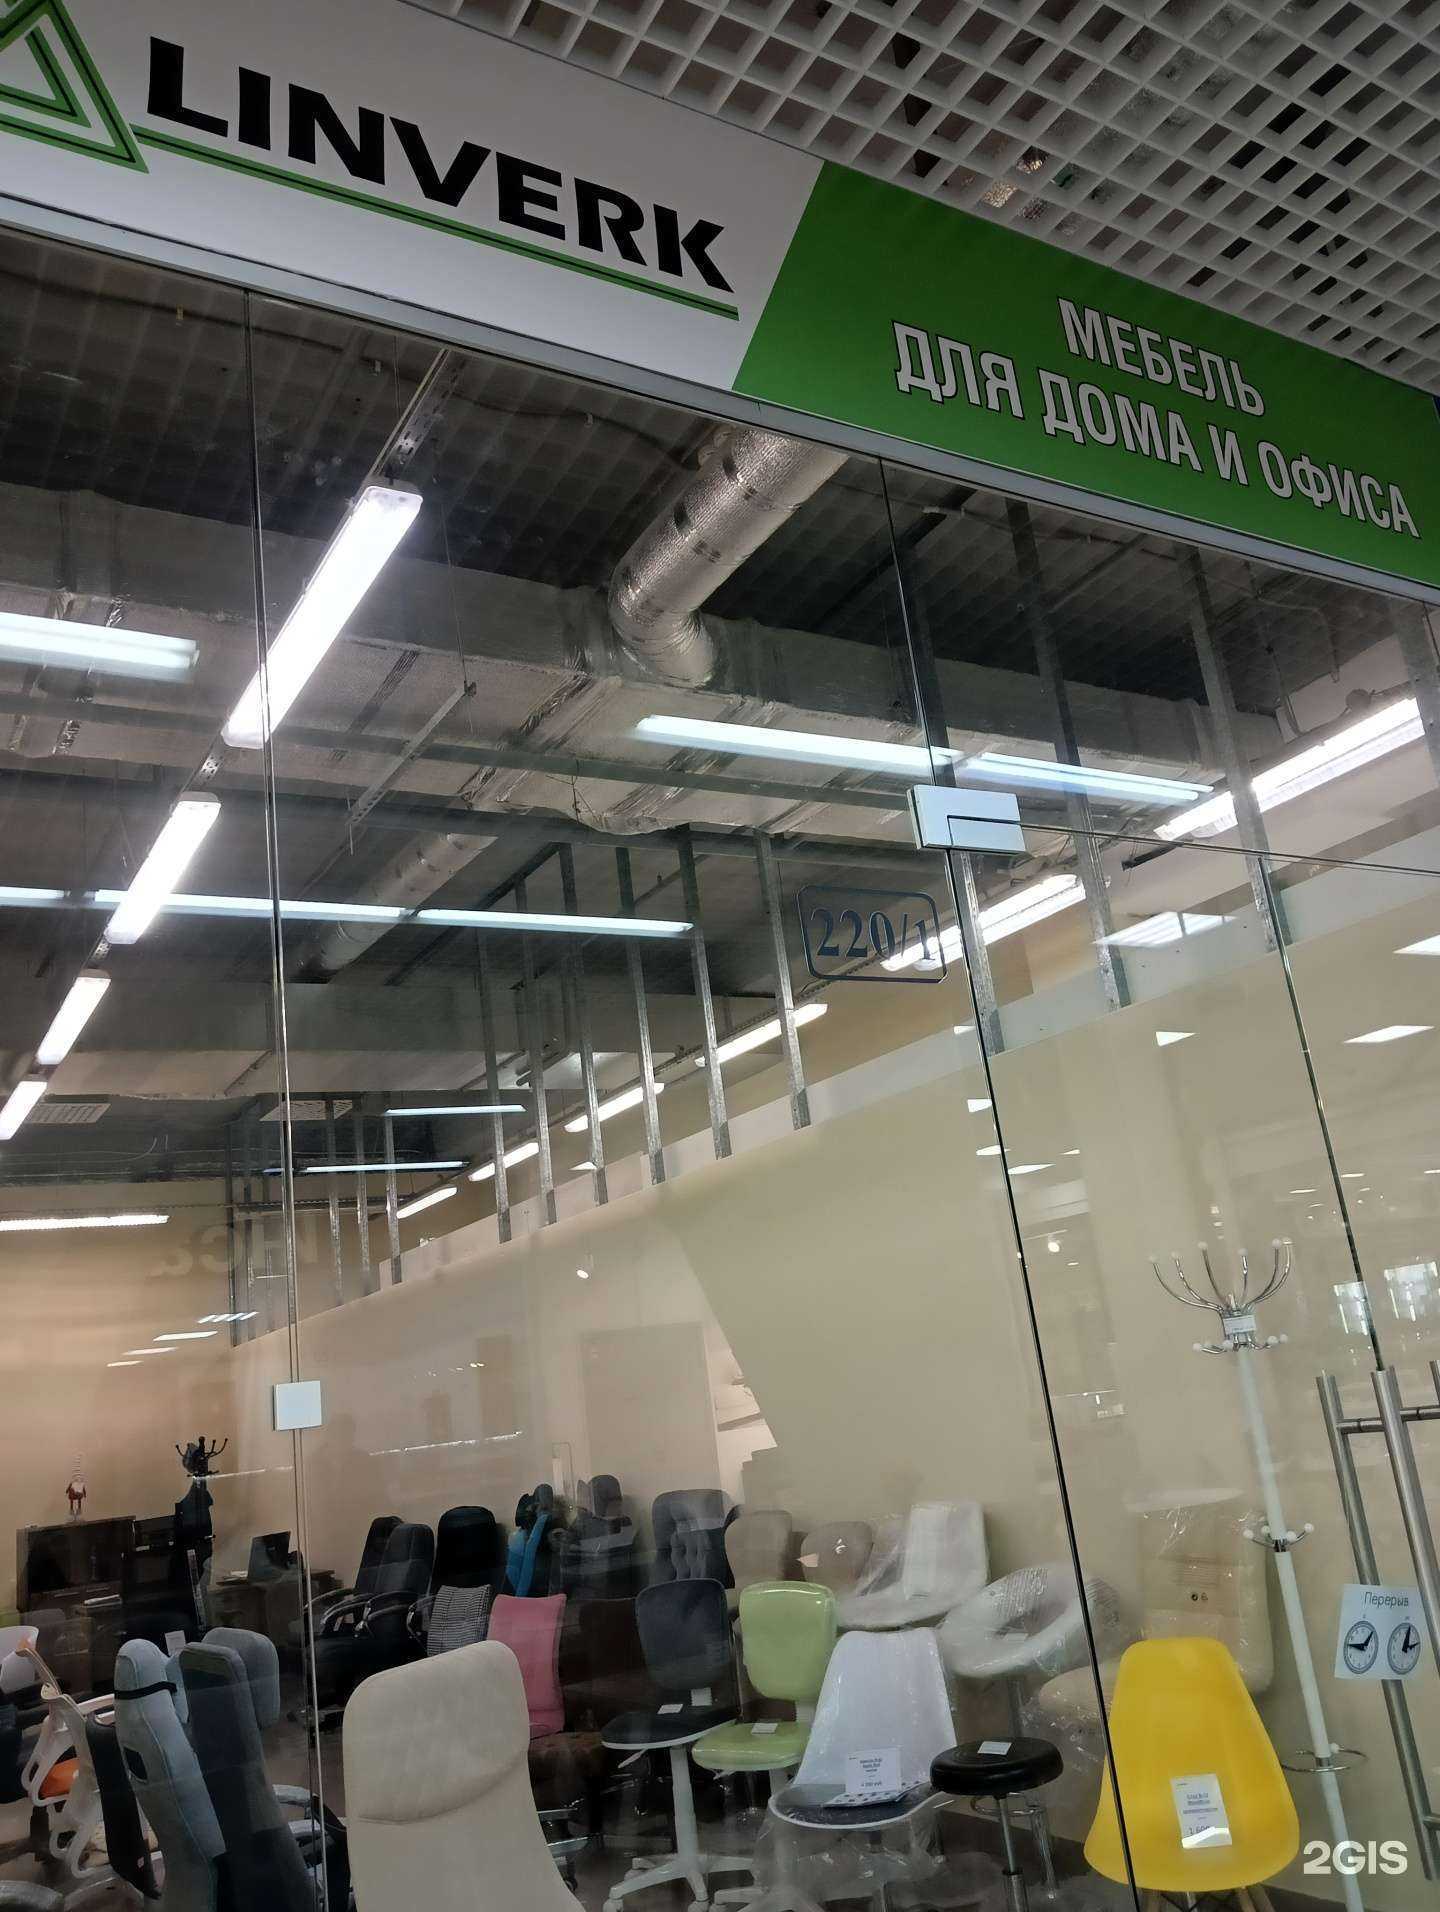 LINVERK
МЕБЕЛЬ
ДЛЯ ДОМА И ОФИСА
220/1
Перерыв
2GIS